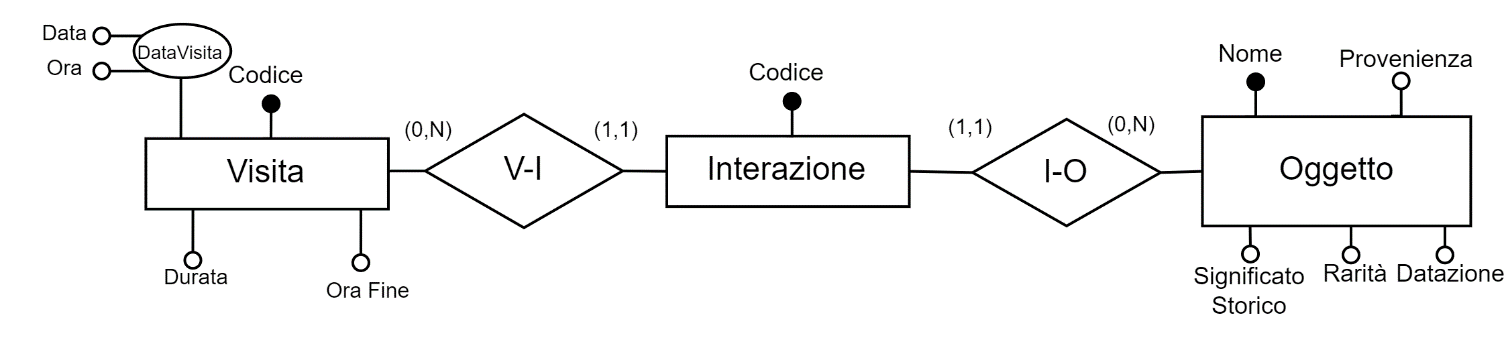 Data
DataVisita
Ora
Codice
Codice
Nome
Provenienza
(0,N)
(1,1)
(1,1)
(0,N)
Visita
V-I
Interazione
I-O
Oggetto
Durata
Ora Fine
Significato
Storico
Rarità
Datazione